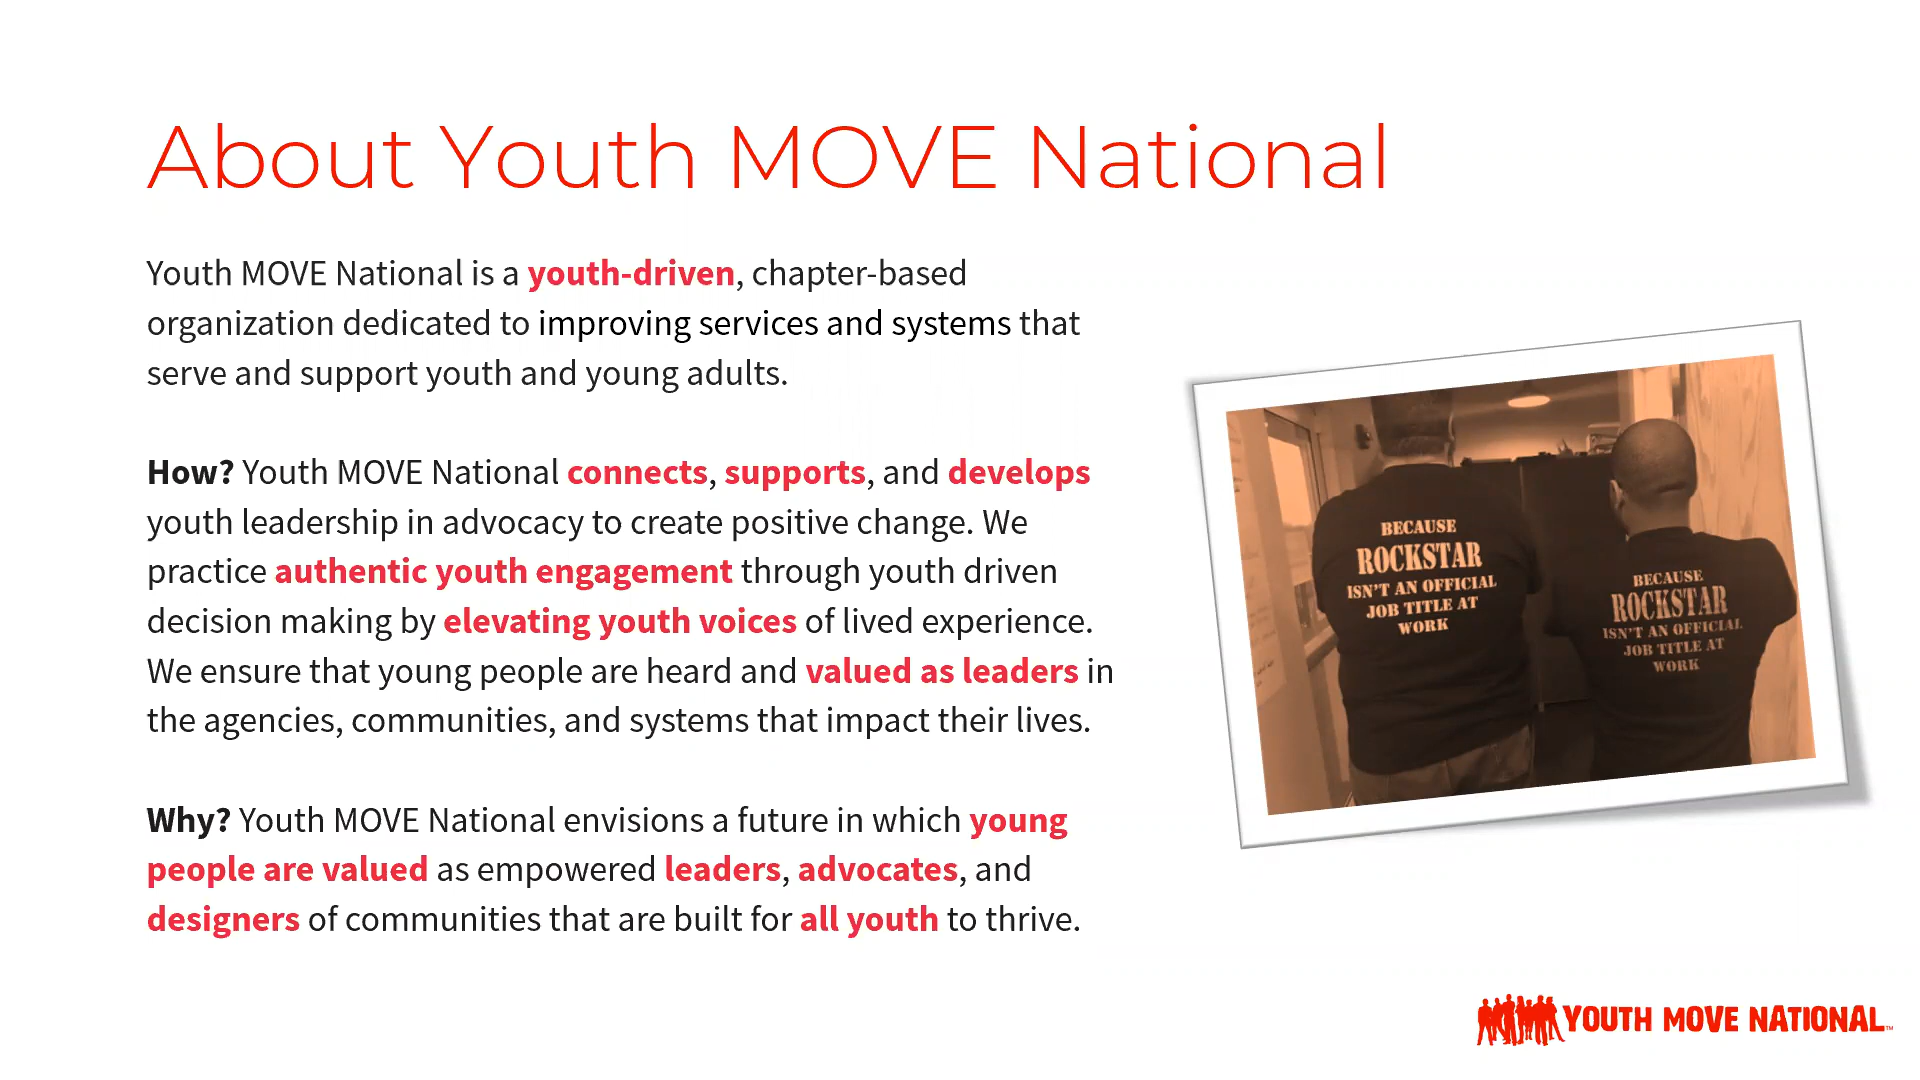 About Youth MOVE National
Youth MOVE National is a youth-driven, chapter-based
organization dedicated to improving services and systems that
serve and support youth and young adults.
How? Youth MOVE National connects, supports, and develops
youth leadership in advocacy to create positive change. We
practice authentic youth engagement through youth driven
decision making by elevating youth voices of lived experience.
We ensure that young people are heard and valued as leaders in
the agencies, communities, and systems that impact their lives.
Why? Youth MOVE National envisions a future in which young
people are valued as empowered leaders, advocates, and
designers of communities that are built for all youth to thrive.
BECAUSE
ROCKSTAR
ISN'T AN OFFICIAL
JOB TITLE AT
WORK
BECAUSE
ROCKSTAR
ISN'T AN OFFICIAL
JOB TITLE AT
WORK
YOUTH MOVE NATIONAL™